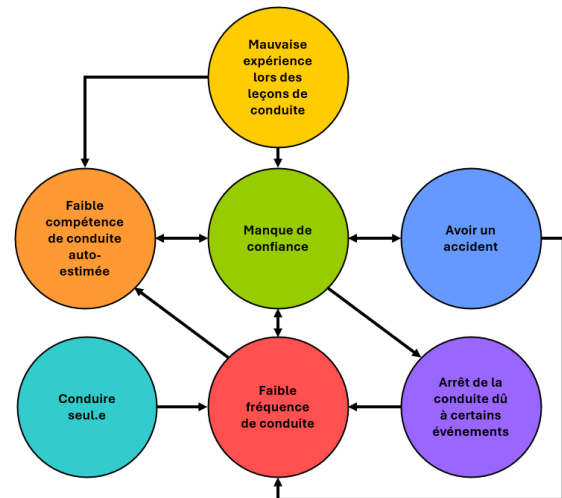 Mauvaise
expérience
lors des
leçons de
conduite
Faible
compétence
de conduite
auto-
estimée
Manque de
confiance
Avoir un
accident
Conduire
seul.e
Faible
fréquence
de conduite
Arrêt de la
conduite dû
à certains
événements